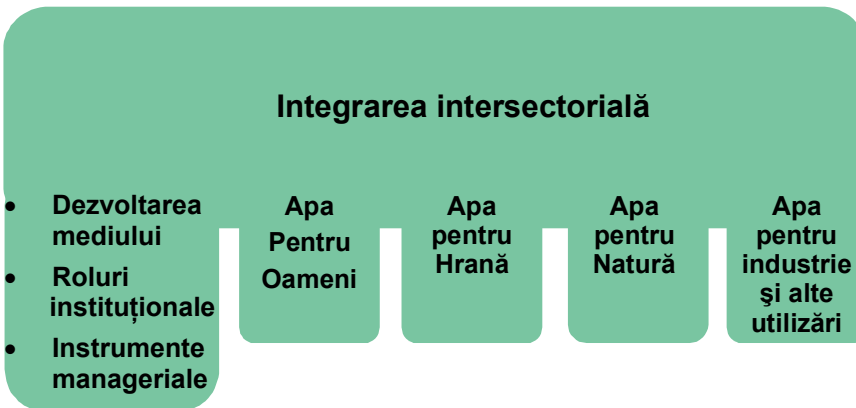 Integrarea intersectorială
• Dezvoltarea
mediului
• Roluri
instituționale
• Instrumente
manageriale
Apa
Pentru
Oameni
Apa
pentru
Hrană
Apa
pentru
Natură
Apa
pentru
industrie
şi alte
utilizări